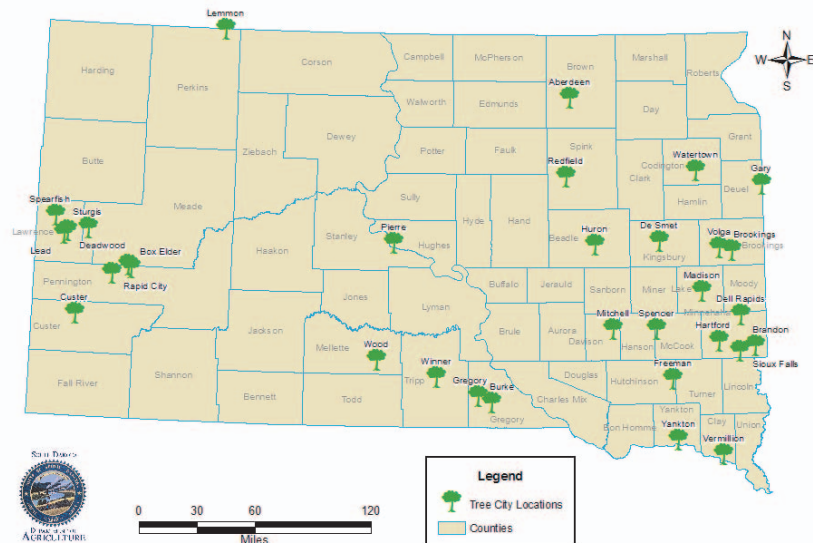 Lemmon
Harding
Perkins
Corson
Campbell
McPherson
Brown
Marshall
Roberts
N
W E
S
Aberdeen
Walworth
Edmunds
Day
Butte
Ziebach
Dewey
Potter
Faulk
Spink
Grant
Redfield
Clark
Codington
Watertown
Gary
Deuel
Hamlin
Spearfish
Sturgis
Meade
Sully
Lawrence
Lead
Deadwood
Box Elder
Haakon
Stanley
Pierre
Hughes
Hyde
Hand
Beadle
Huron
De Smet
Kingsbury
Volga
Brookings
Brookings
Pennington
Rapid City
Custer
Custer
Jackson
Jones
Lyman
Buffalo
Jerauld
Sanborn
Miner
Lake
Madison
Moody
Dell Rapids
Minnehaha
Mellette
Wood
Brule
Aurora
Davison
Mitchell
Hanson
Spencer
McCook
Hartford
Brandon
Sioux Falls
Fall River
Shannon
Bennett
Todd
Tripp
Winner
Gregory
Burke
Gregory
Charles Mix
Douglas
Hutchinson
Freeman
Turner
Lincoln
Bon Homme
Yankton
Yankton
Clay
Union
Vermillion
South Dakota
Department of
Agriculture
0 30 60 120
Miles
Legend
Tree City Locations
Counties